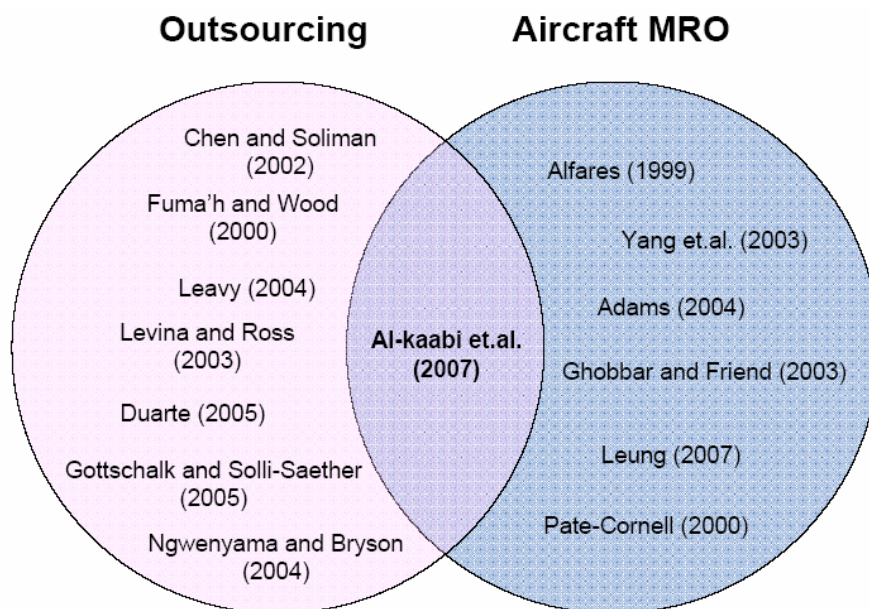 Outsourcing
Aircraft MRO
Chen and Soliman
(2002)
Fuma'h and Wood
(2000)
Leavy (2004)
Levina and Ross
(2003)
Duarte (2005)
Gottschalk and Solli-Saether
(2005)
Ngwenyama and Bryson
(2004)
Al-kaabi et.al.
(2007)
Alfares (1999)
Yang et.al. (2003)
Adams (2004)
Ghobbar and Friend (2003)
Leung (2007)
Pate-Cornell (2000)